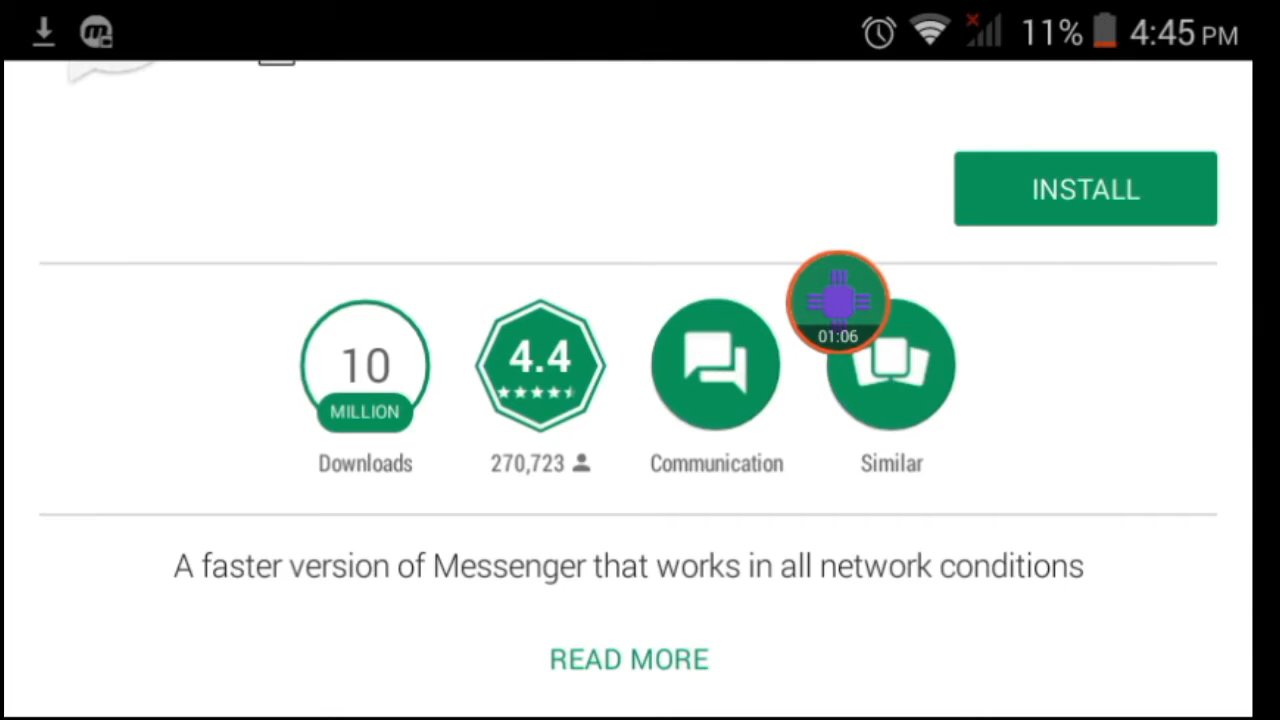 11% 4:45 PM
INSTALL
01:06
10
MILLION
Downloads
4.4
270,723
Communication
Similar
A faster version of Messenger that works in all network conditions
READ MORE